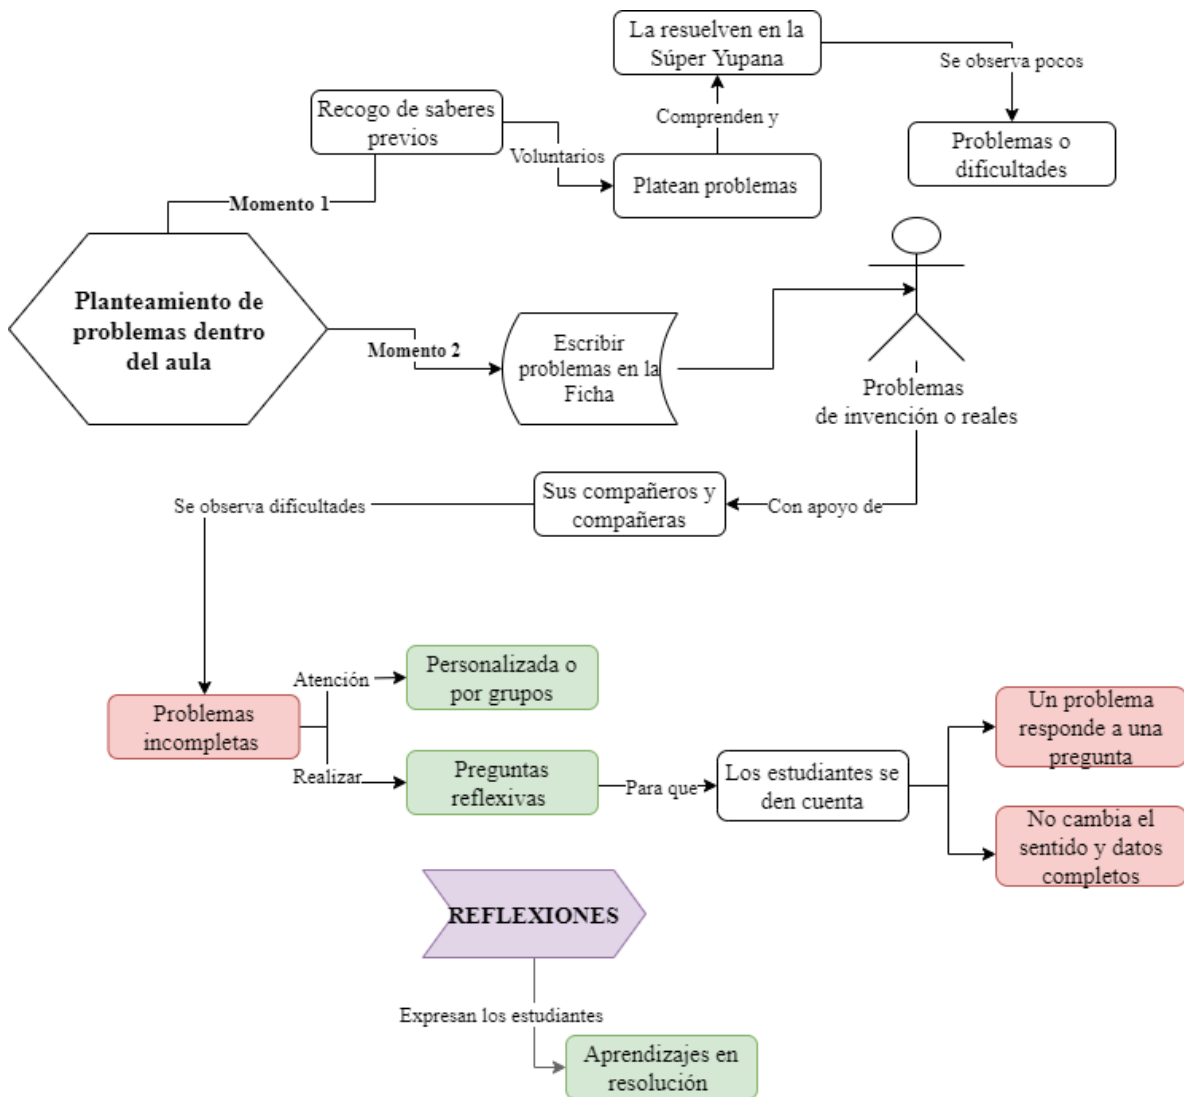 La resuelven en la
Súper Yupana
Se observa pocos
Recogo de saberes
previos
Comprenden y
Problemas o
dificultades
Voluntarios
Platean problemas
Momento 1
Planteamiento de
problemas dentro
del aula
Momento 2
Escribir
problemas en la
Ficha
Problemas
de invención o reales
Se observa dificultades
Sus compañeros y
compañeras
Con apoyo de
Atención
Personalizada o
por grupos
Problemas
incompletas
Realizar
Preguntas
reflexivas
Para que
Los estudiantes se
den cuenta
Un problema
responde a una
pregunta
No cambia el
sentido y datos
completos
REFLEXIONES
Expresan los estudiantes
Aprendizajes en
resolución